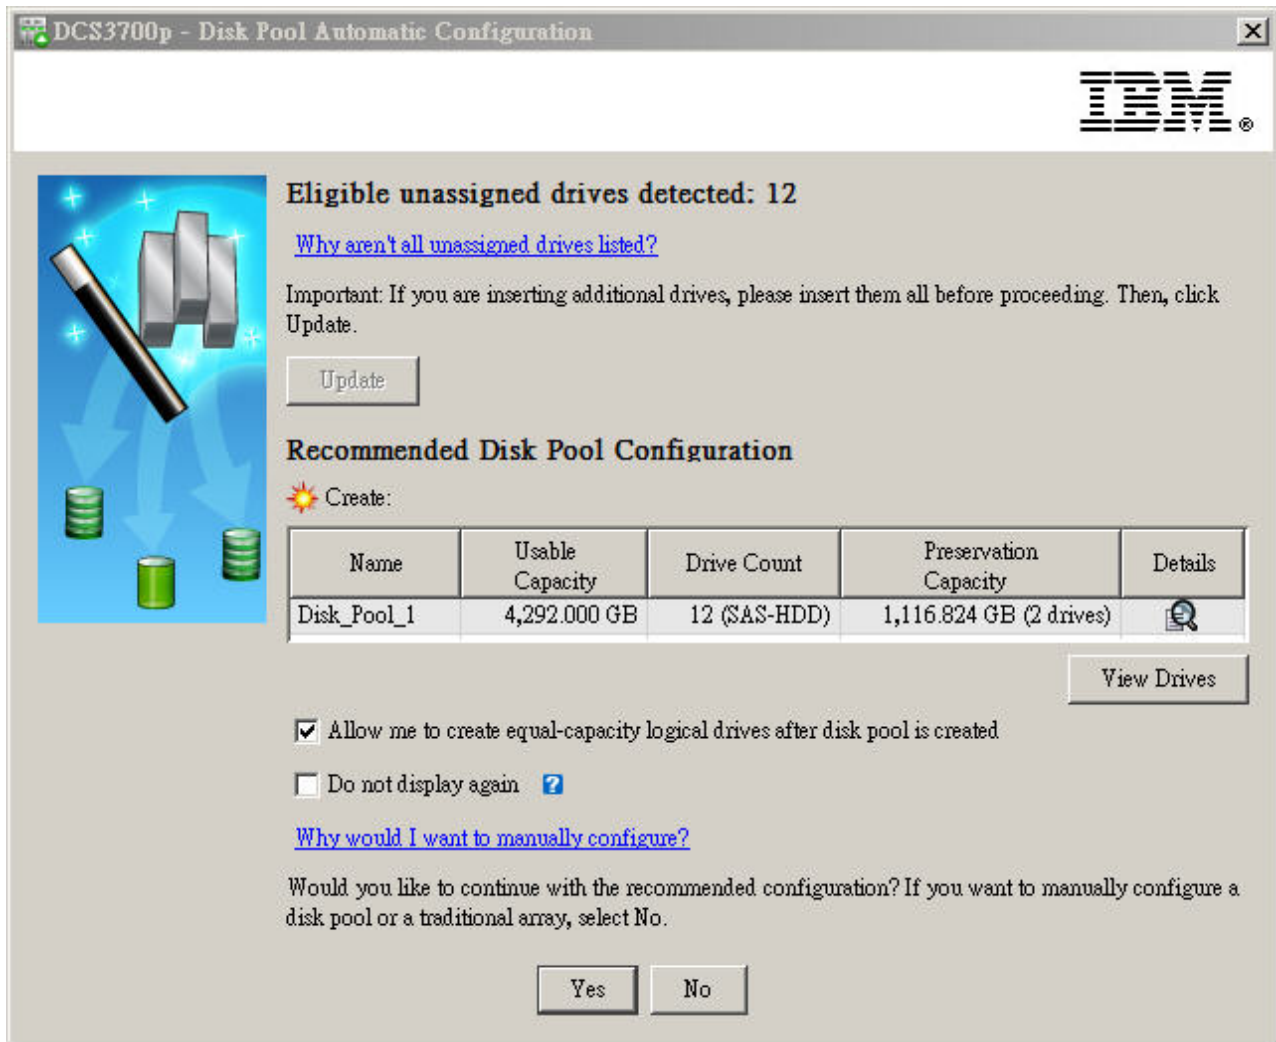 DCS3700p - Disk Pool Automatic Configuration
IBM®
Eligible unassigned drives detected: 12
Why aren't all unassigned drives listed?
Important: If you are inserting additional drives, please insert them all before proceeding. Then, click
Update.
Update
Recommended Disk Pool Configuration
Create:
Name Usable Capacity Drive Count Preservation Capacity Details
Disk_Pool_1 4,292.000 GB 12 (SAS-HDD) 1,116.824 GB (2 drives)
View Drives
Allow me to create equal-capacity logical drives after disk pool is created
Do not display again ?
Why would I want to manually configure?
Would you like to continue with the recommended configuration? If you want to manually configure a
disk pool or a traditional array, select No.
Yes No